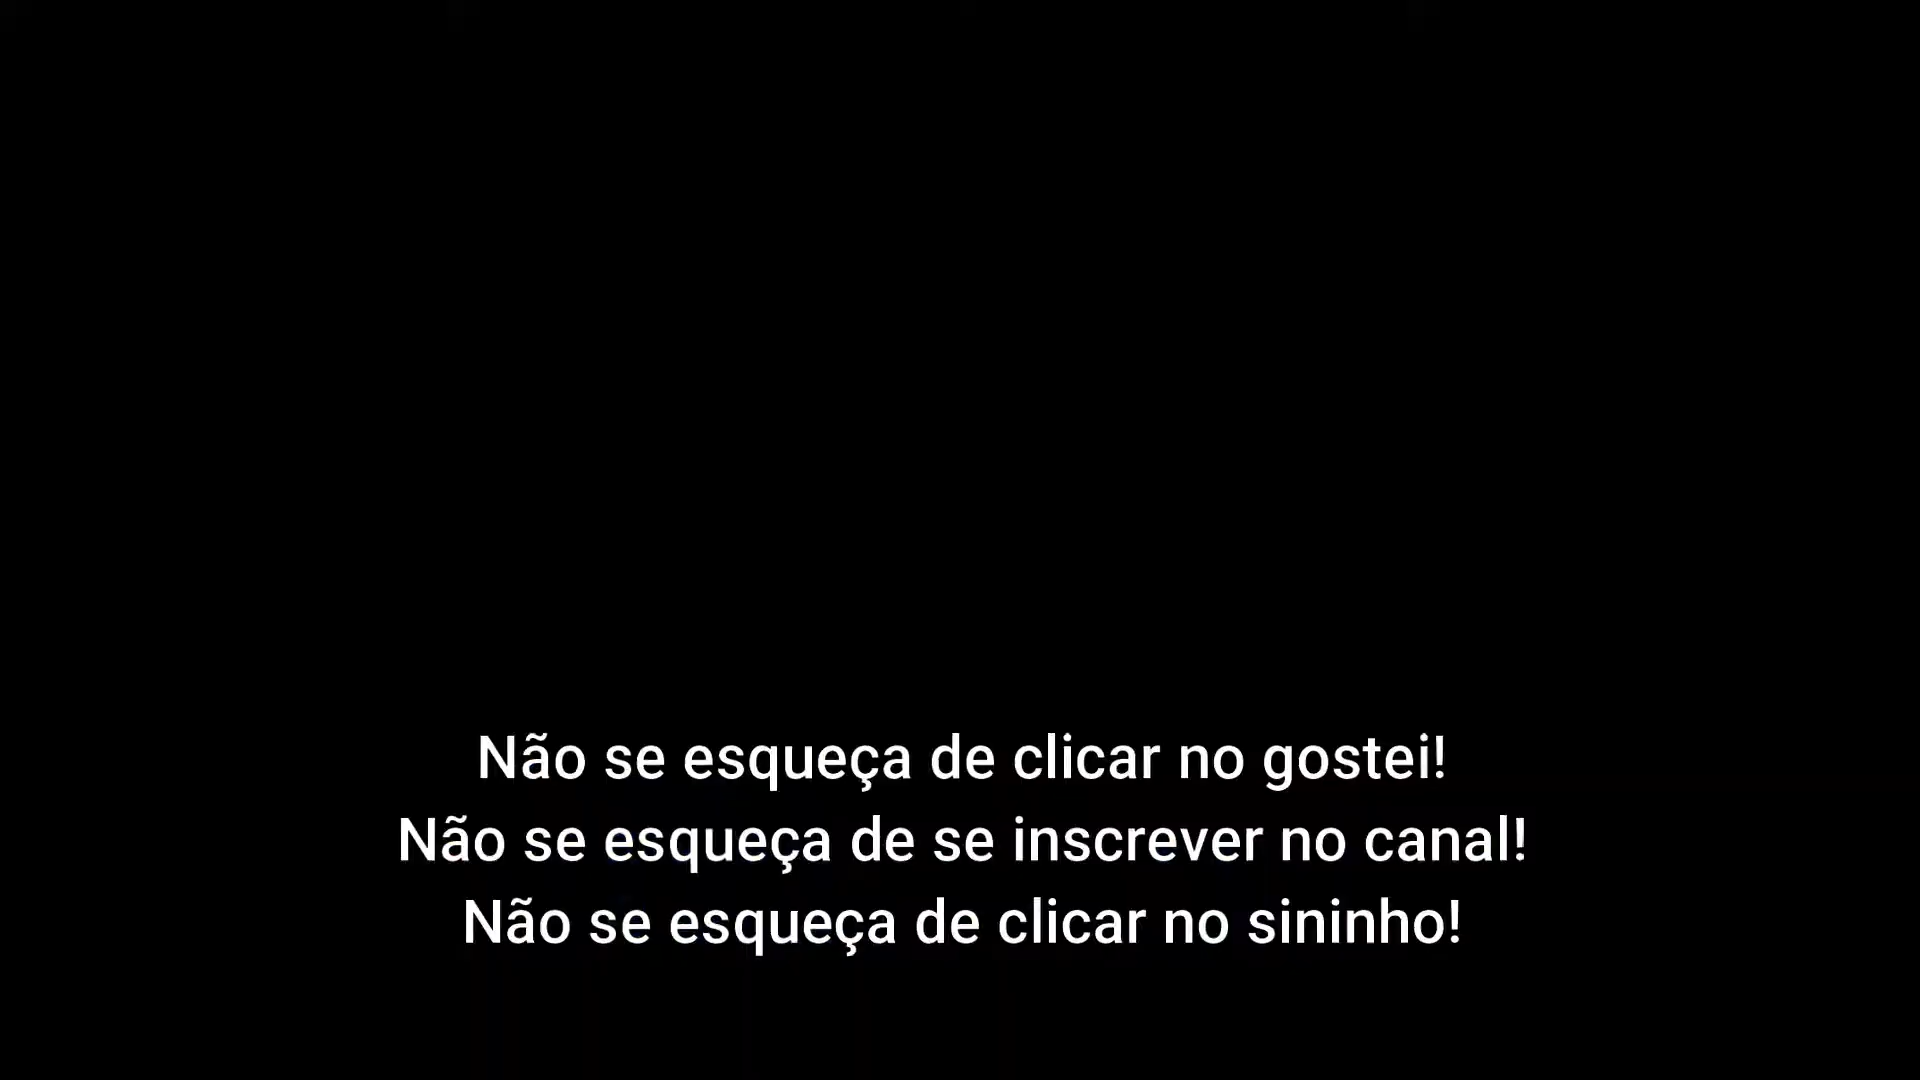 Não se esqueça de clicar no gostei!
Não se esqueça de se inscrever no canal!
Não se esqueça de clicar no sininho!